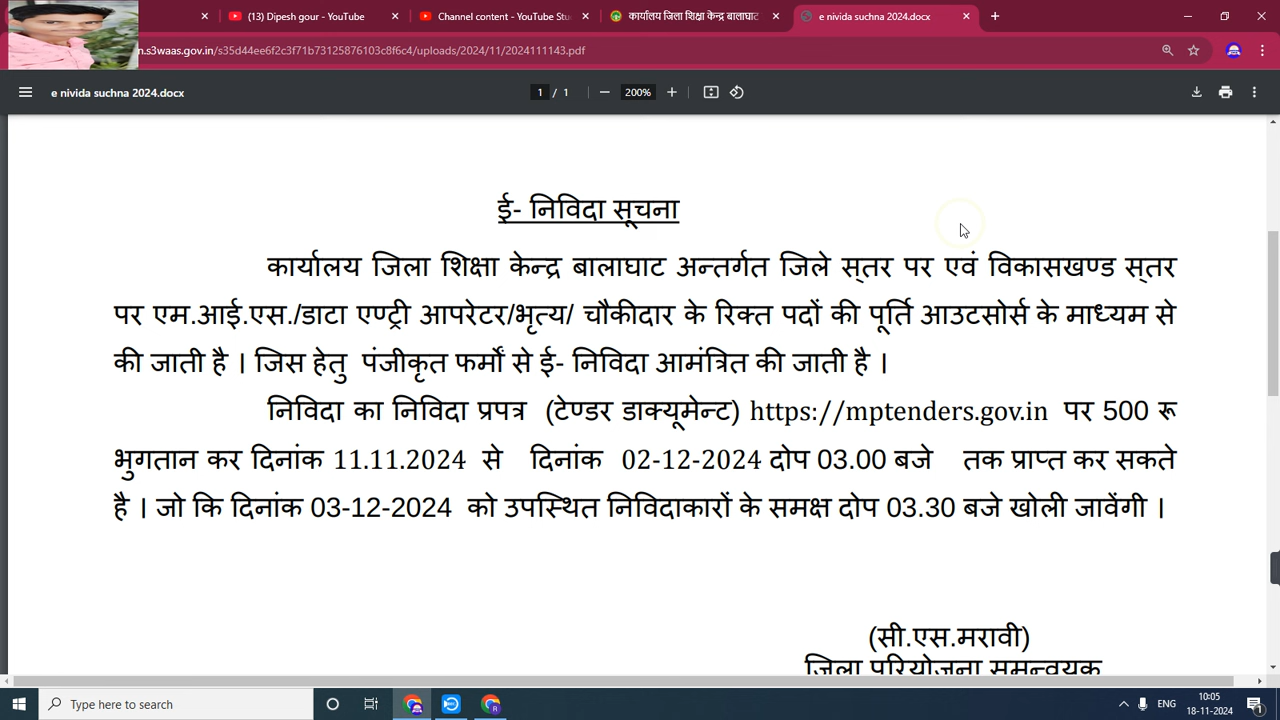 (13) Dipesh gour - YouTube
Channel content - YouTube Stu
कार्यालय जिला शिक्षा केन्द्र बालाघाट
e nivida suchna 2024.docx
n.s3waas.gov.in/s35d44ee6f2c3f71b73125876103c8f6c4/uploads/2024/11/2024111143.pdf
e nivida suchna 2024.docx
1 / 1
200%
ई- निविदा सूचना
कार्यालय जिला शिक्षा केन्द्र बालाघाट अन्तर्गत जिले स्तर पर एवं विकासखण्ड स्तर
पर एम.आई.एस./डाटा एण्ट्री आपरेटर/भृत्य/ चौकीदार के रिक्त पदों की पूर्ति आउटसोर्स के माध्यम से
की जाती है । जिस हेतु पंजीकृत फर्मों से ई- निविदा आमंत्रित की जाती है ।
निविदा का निविदा प्रपत्र (टेण्डर डाक्यूमेन्ट) https://mptenders.gov.in पर 500 रू
भुगतान कर दिनांक 11.11.2024 से दिनांक 02-12-2024 दोप 03.00 बजे तक प्राप्त कर सकते
है । जो कि दिनांक 03-12-2024 को उपस्थित निविदाकारों के समक्ष दोप 03.30 बजे खोली जावेंगी ।
(सी.एस.मरावी)
जिला परियोजना समन्वयक
Type here to search
ENG
10:05
18-11-2024
1